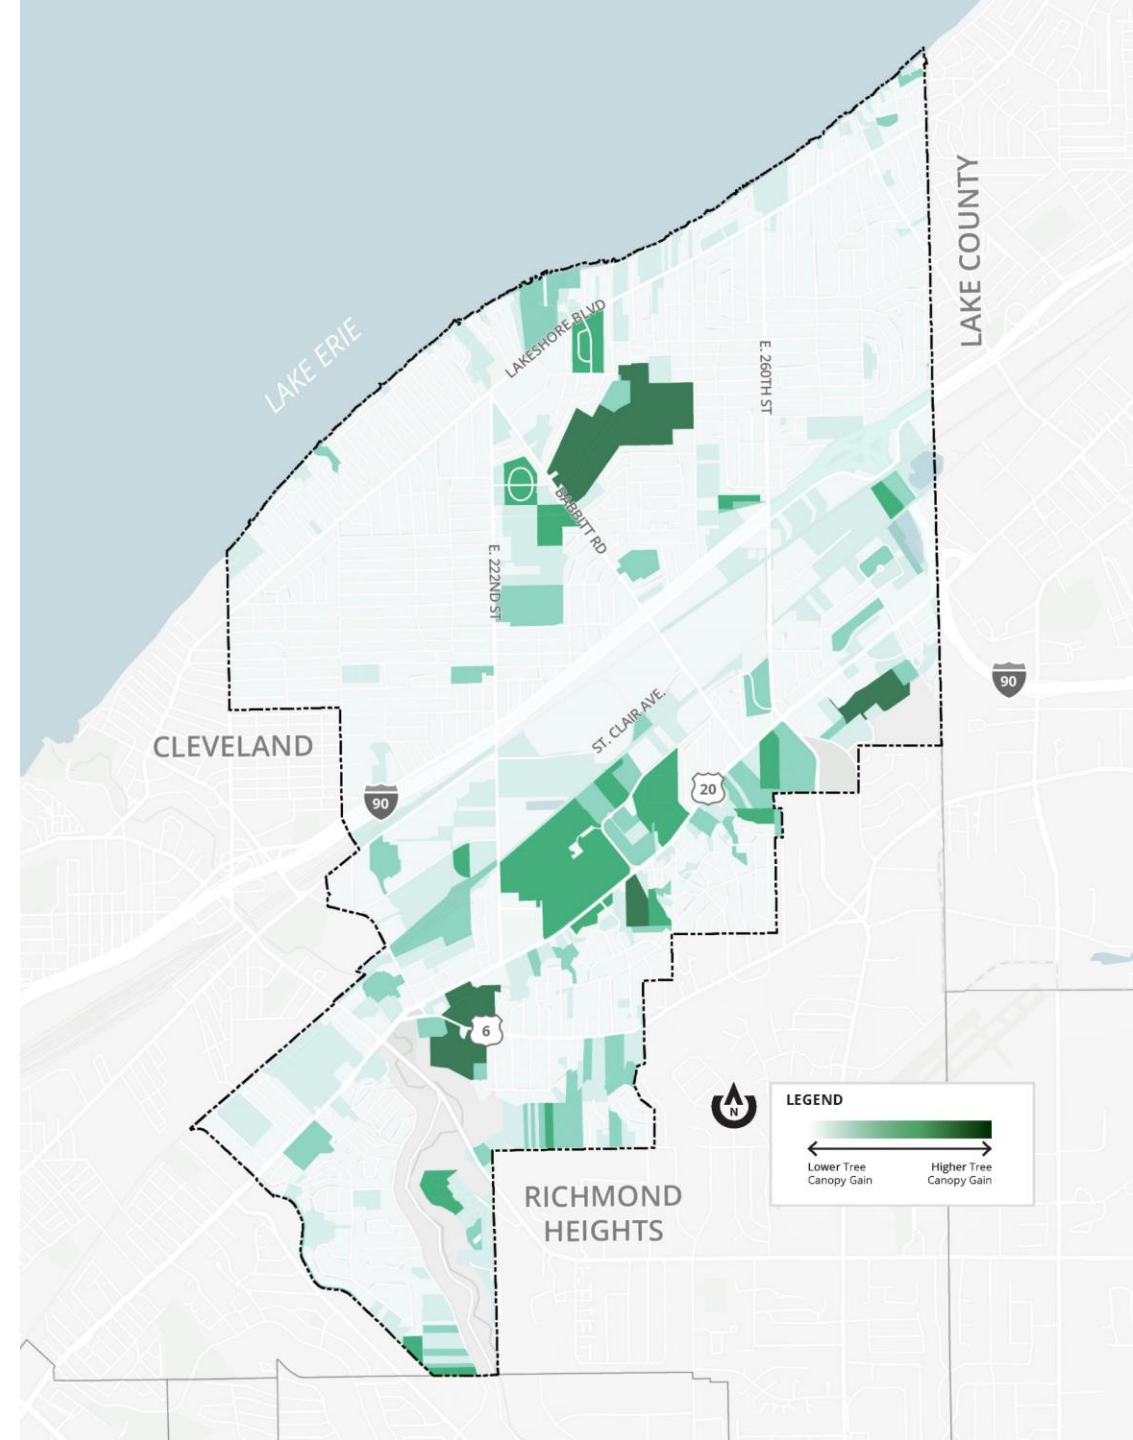 LAKE COUNTY
LAKE ERIE
LAKESHORE BLVD
E. 260TH ST
BABBITT RD
E. 222ND ST
90
ST. CLAIR AVE.
CLEVELAND
20
90
6
N
LEGEND
Lower Tree
Canopy Gain
Higher Tree
Canopy Gain
RICHMOND
HEIGHTS